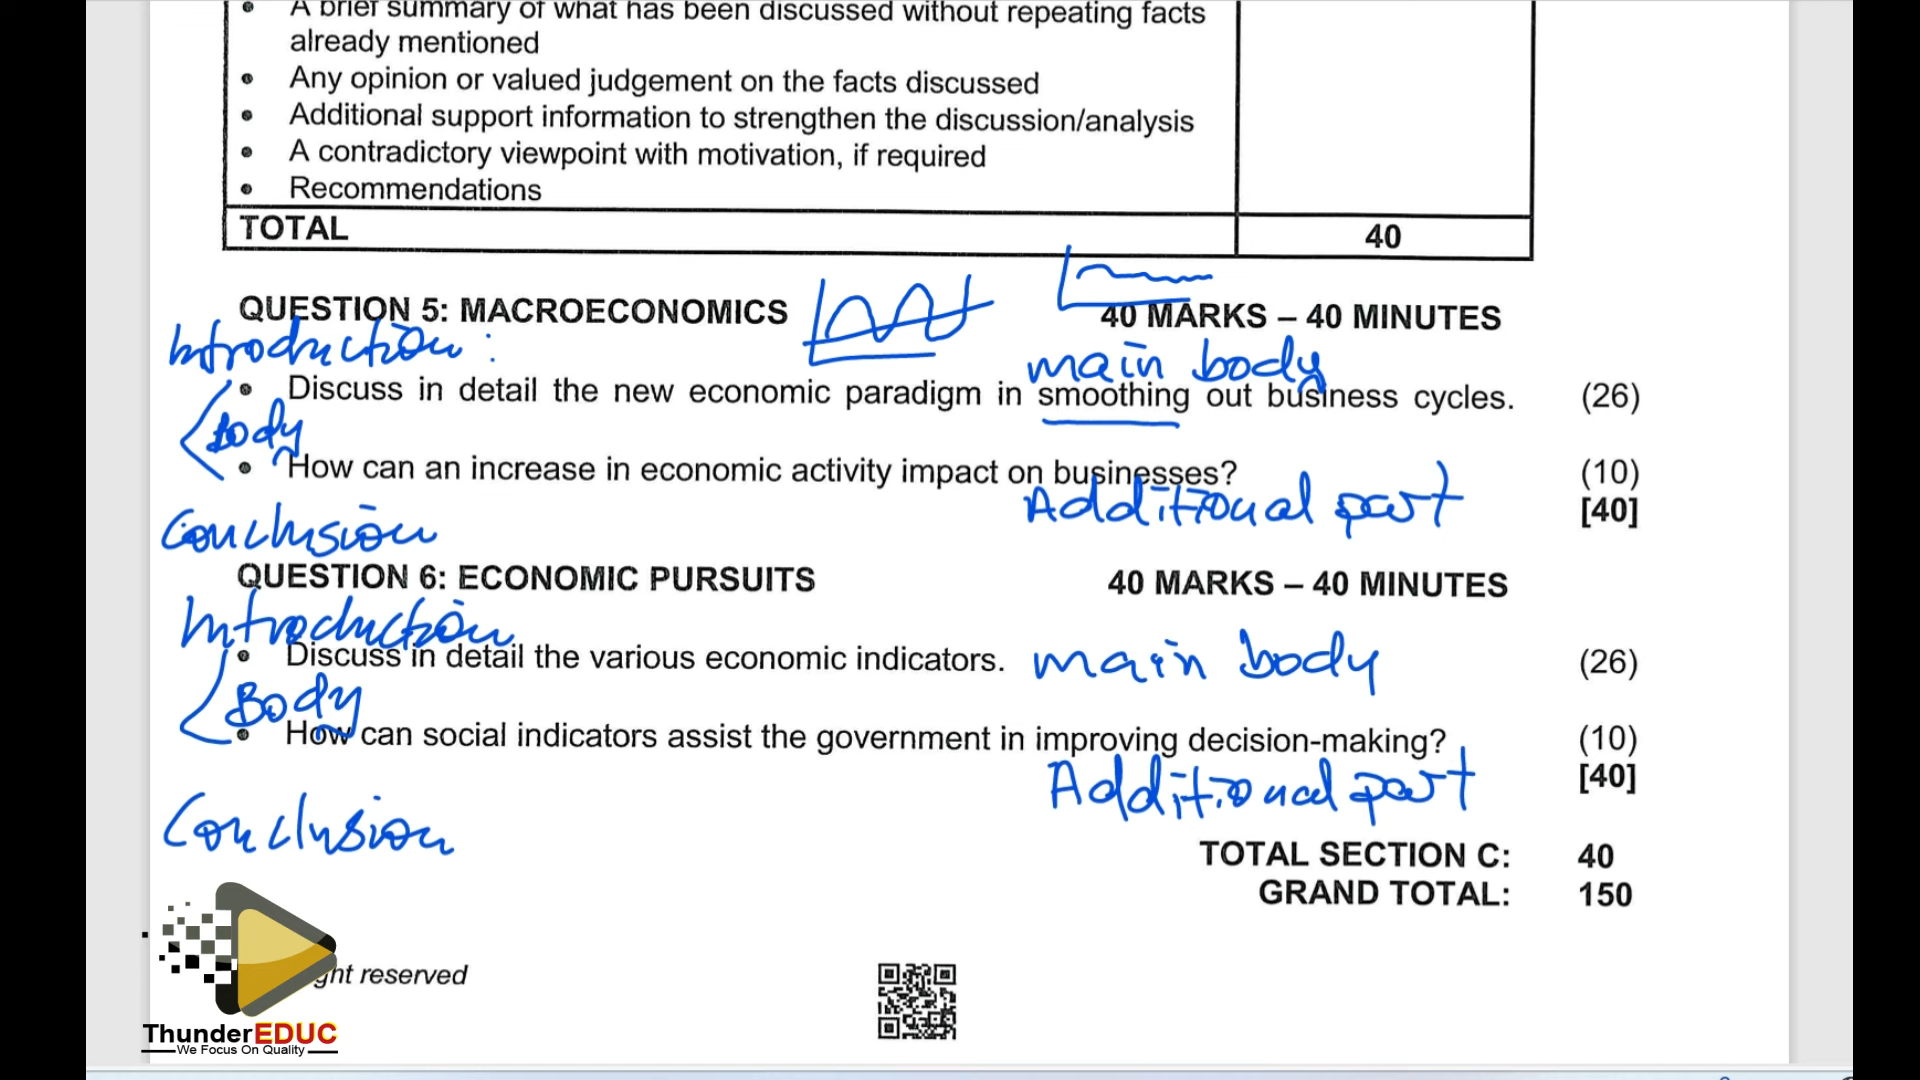 • A brief summary of what has been discussed without repeating facts
already mentioned
• Any opinion or valued judgement on the facts discussed
• Additional support information to strengthen the discussion/analysis
• A contradictory viewpoint with motivation, if required
• Recommendations
TOTAL 40
QUESTION 5: MACROECONOMICS 40 MARKS – 40 MINUTES
Introduction :
main body
• Discuss in detail the new economic paradigm in smoothing out business cycles. (26)
Body
• How can an increase in economic activity impact on businesses? (10)
Additional part [40]
Conclusion
QUESTION 6: ECONOMIC PURSUITS 40 MARKS – 40 MINUTES
Introduction
• Discuss in detail the various economic indicators. main body (26)
Body
• How can social indicators assist the government in improving decision-making? (10)
Additional part [40]
Conclusion
TOTAL SECTION C: 40
GRAND TOTAL: 150
reserved
ThunderEDUC
We Focus On Quality